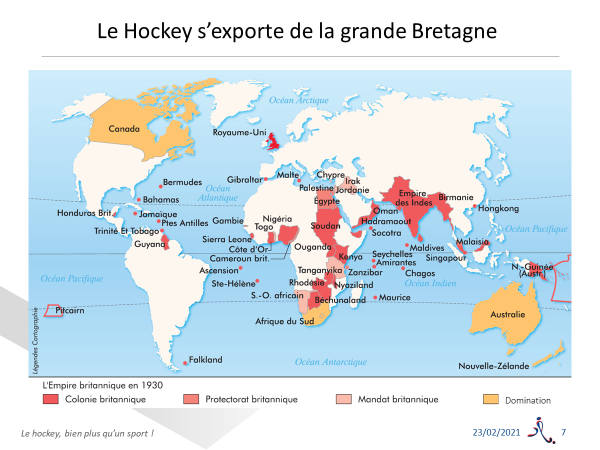 Le Hockey s’exporte de la grande Bretagne
Océan Arctique
Canada
Royaume-Uni
Bermudes
Gibraltar
Malte
Chypre
Irak
Palestine
Jordanie
Océan
Atlantique
Bahamas
Égypte
Empire
des Indes
Birmanie
Honduras Brit.
Jamaïque
Oman
Hongkong
Ptes Antilles
Gambie
Nigéria
Togo
Soudan
Hadramaout
Socotra
Océan Pacifique
Trinité Et Tobago
Guyane
Sierra Leone
Côte d'Or
Cameroun brit.
Ouganda
Maldives
Malaisie
Singapour
Kenya
Seychelles
Amirantes
Ascension
Tanganyika
Zanzibar
Chagos
N.-Guinée
(Austr.)
Océan Pacifique
Ste-Hélène
Rhodésie
Nyaziland
Océan Indien
S.-O. africain
Béchunaland
Maurice
Pitcairn
Afrique du Sud
Australie
Falkland
Océan Antarctique
Nouvelle-Zélande
Légendes Cartographie
L'Empire britannique en 1930
Colonie britannique
Protectorat britannique
Mandat britannique
Domination
Le hockey, bien plus qu’un sport !
23/02/2021
7